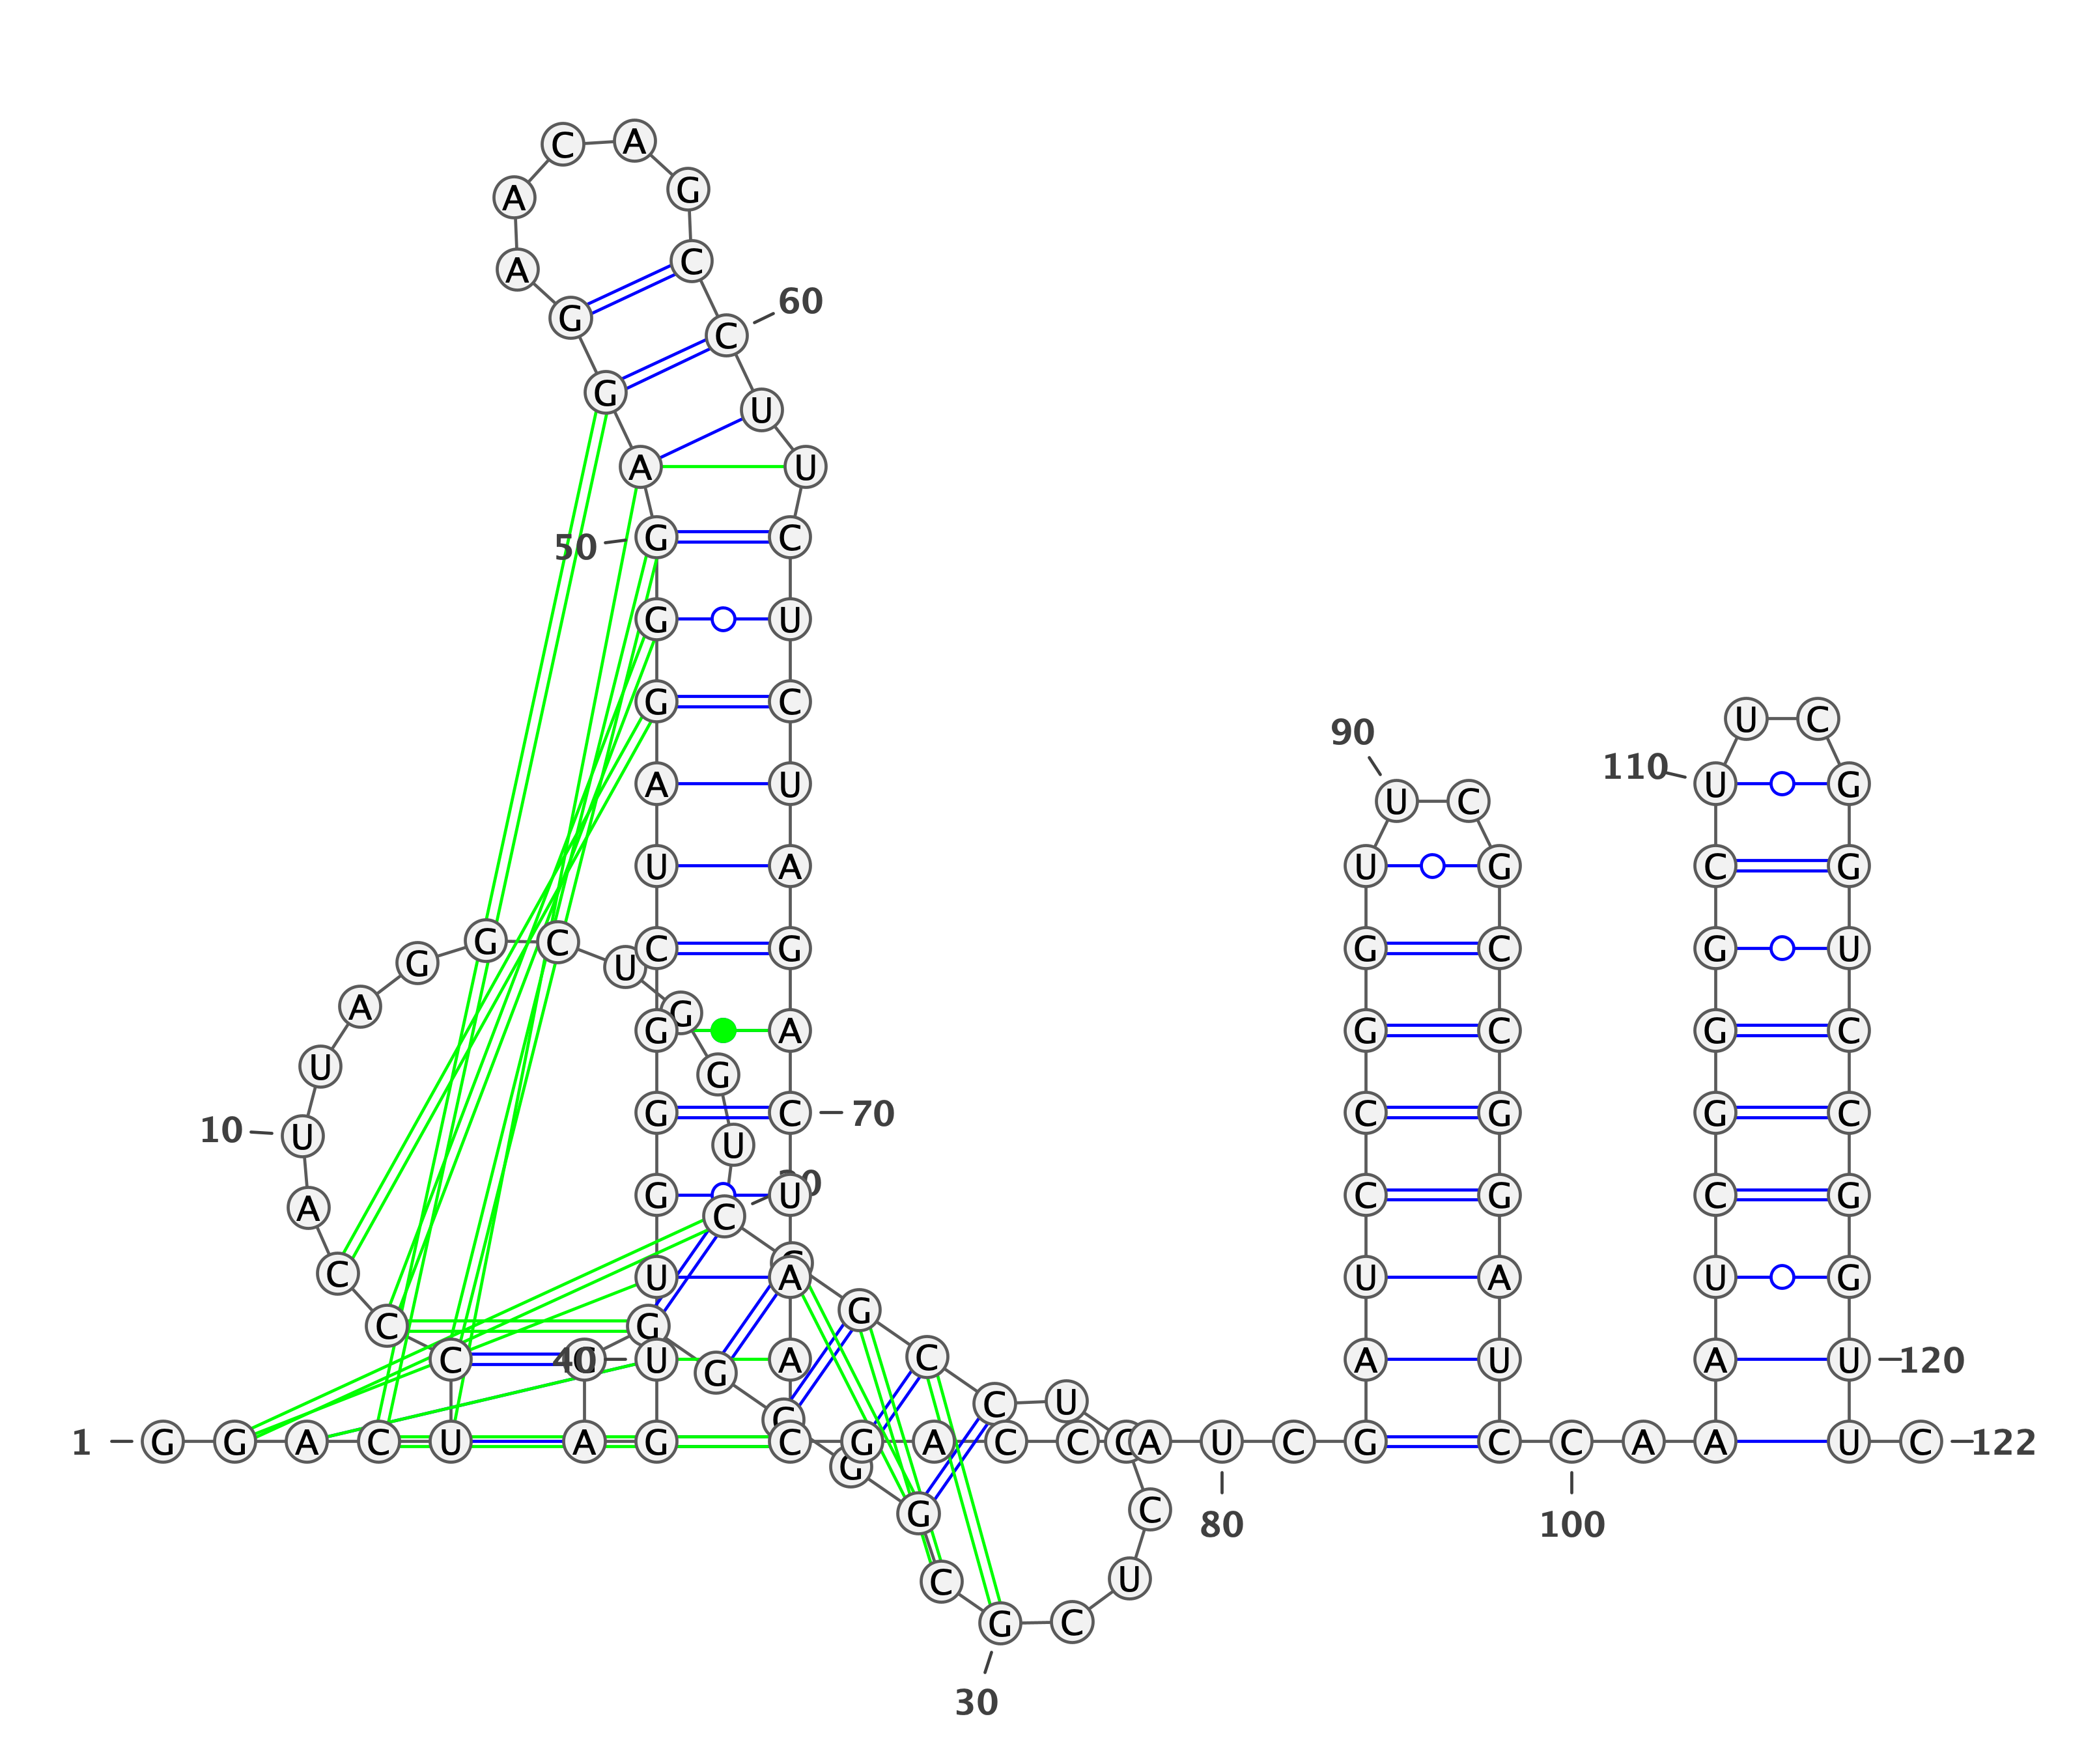 C A
A G
A C
60
G C
G U
A U
50 G C
G U
G C U C
90 U C
110 A U U G
U A U G C G
G G C U C G G C G U
A G
G A G C G C
70
U G
G C C G G C
10 U U
A G U C G C G
C C U A U A U G
C G G
C U A C C U A U A U 120
G C
1 G G A C U A G C G A C C C A U C G C C A A U C 122
G
G C
80 100
C U
G C
30
40